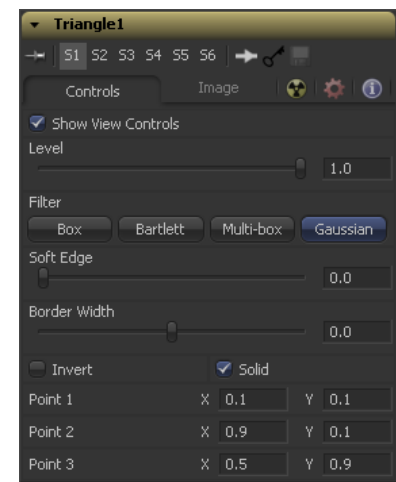 Triangle1
S1 S2 S3 S4 S5 S6
Controls Image
Show View Controls
Level
1.0
Filter
Box Bartlett Multi-box Gaussian
Soft Edge
0.0
Border Width
0.0
Invert Solid
Point 1 X 0.1 Y 0.1
Point 2 X 0.9 Y 0.1
Point 3 X 0.5 Y 0.9